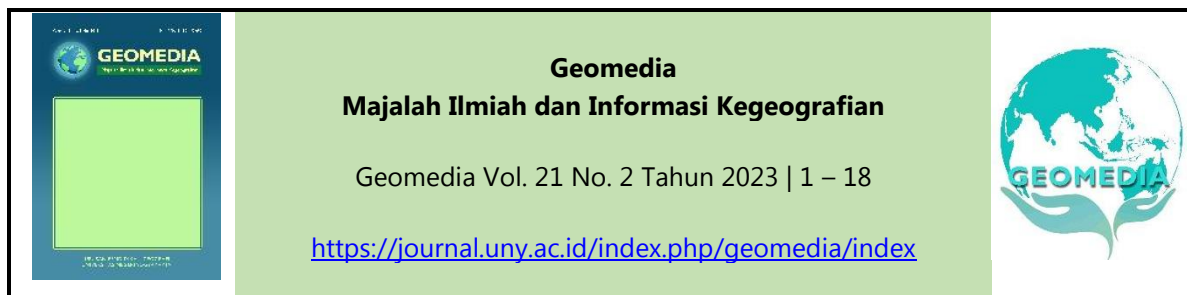 GEOMEDIA
Geomedia
Majalah Ilmiah dan Informasi Kegeografian
Geomedia Vol. 21 No. 2 Tahun 2023 | 1 – 18
https://journal.uny.ac.id/index.php/geomedia/index
GEOMEDIA